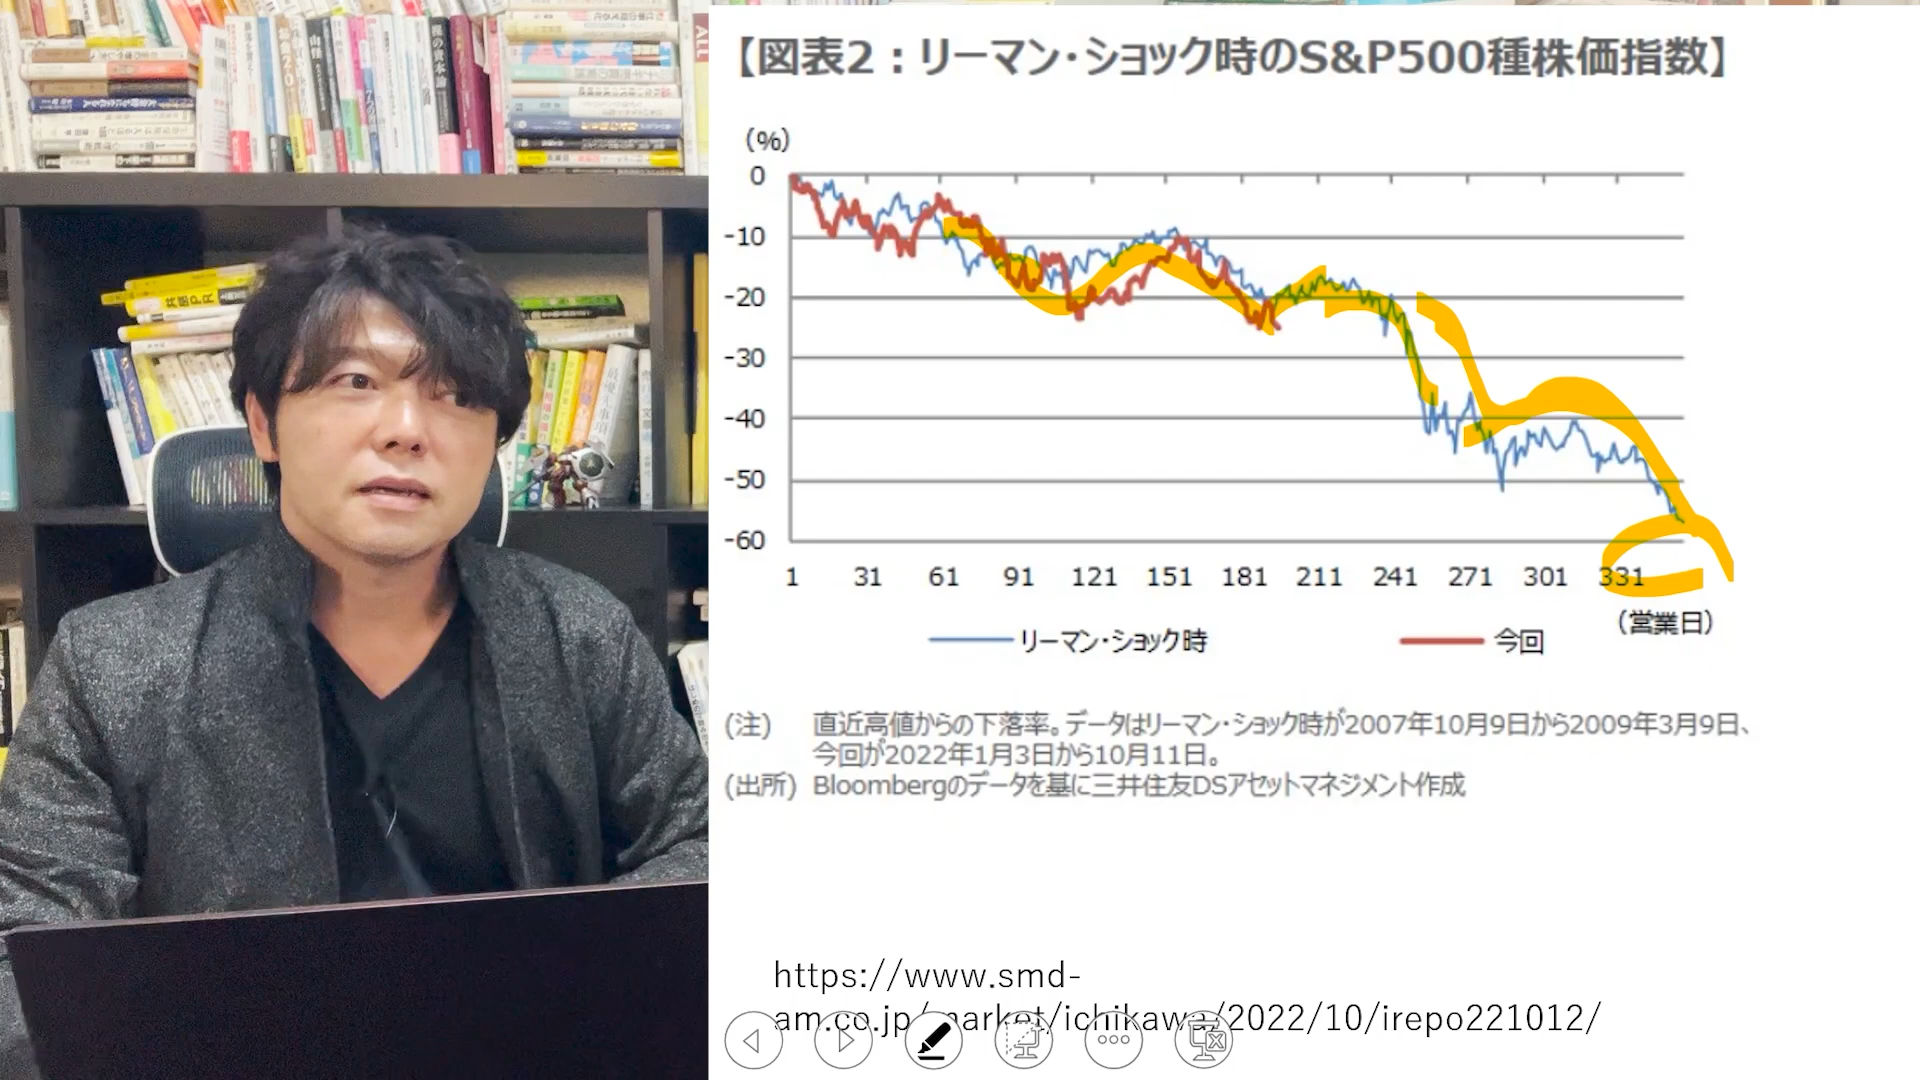 【図表2：リーマン・ショック時のS&P500種株価指数】
(%)
0
-10
-20
-30
-40
-50
-60
1 31 61 91 121 151 181 211 241 271 301 331
(営業日)
リーマン・ショック時 今回
(注) 直近高値からの下落率。データはリーマン・ショック時が2007年10月9日から2009年3月9日、
今回が2022年1月3日から10月11日。
(出所) Bloombergのデータを基に三井住友DSアセットマネジメント作成
https://www.smd-
am.co.jp/market/ichikawa/2022/10/irepo221012/